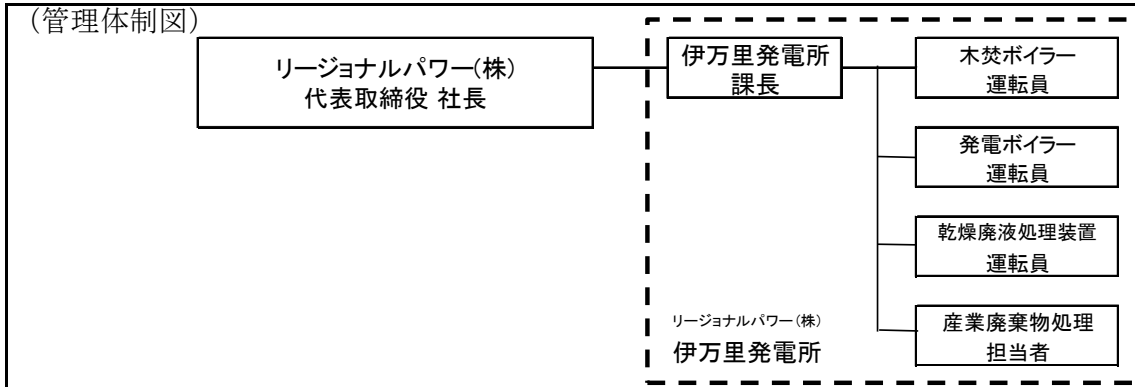 （管理体制図）
リージョナルパワー(株)
代表取締役 社長
伊万里発電所
課長
木焚ボイラー
運転員
発電ボイラー
運転員
乾燥廃液処理装置
運転員
産業廃棄物処理
担当者
リージョナルパワー(株)
伊万里発電所